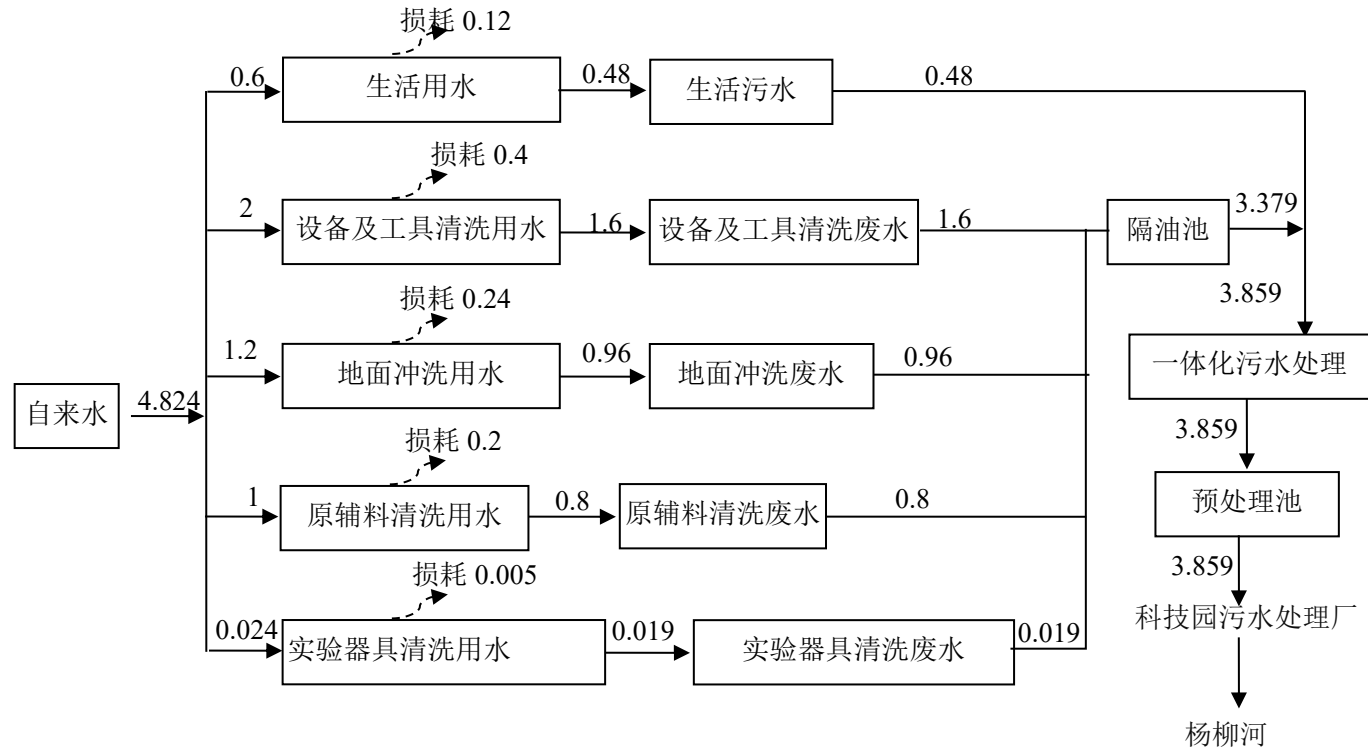 损耗 0.12
0.6
生活用水
0.48
生活污水
0.48
损耗 0.4
2
设备及工具清洗用水
1.6
设备及工具清洗废水
1.6
隔油池
3.379
3.859
损耗 0.24
1.2
地面冲洗用水
0.96
地面冲洗废水
0.96
一体化污水处理
自来水
4.824
3.859
损耗 0.2
1
原辅料清洗用水
0.8
原辅料清洗废水
0.8
预处理池
3.859
损耗 0.005
0.024
实验器具清洗用水
0.019
实验器具清洗废水
0.019
科技园污水处理厂
杨柳河